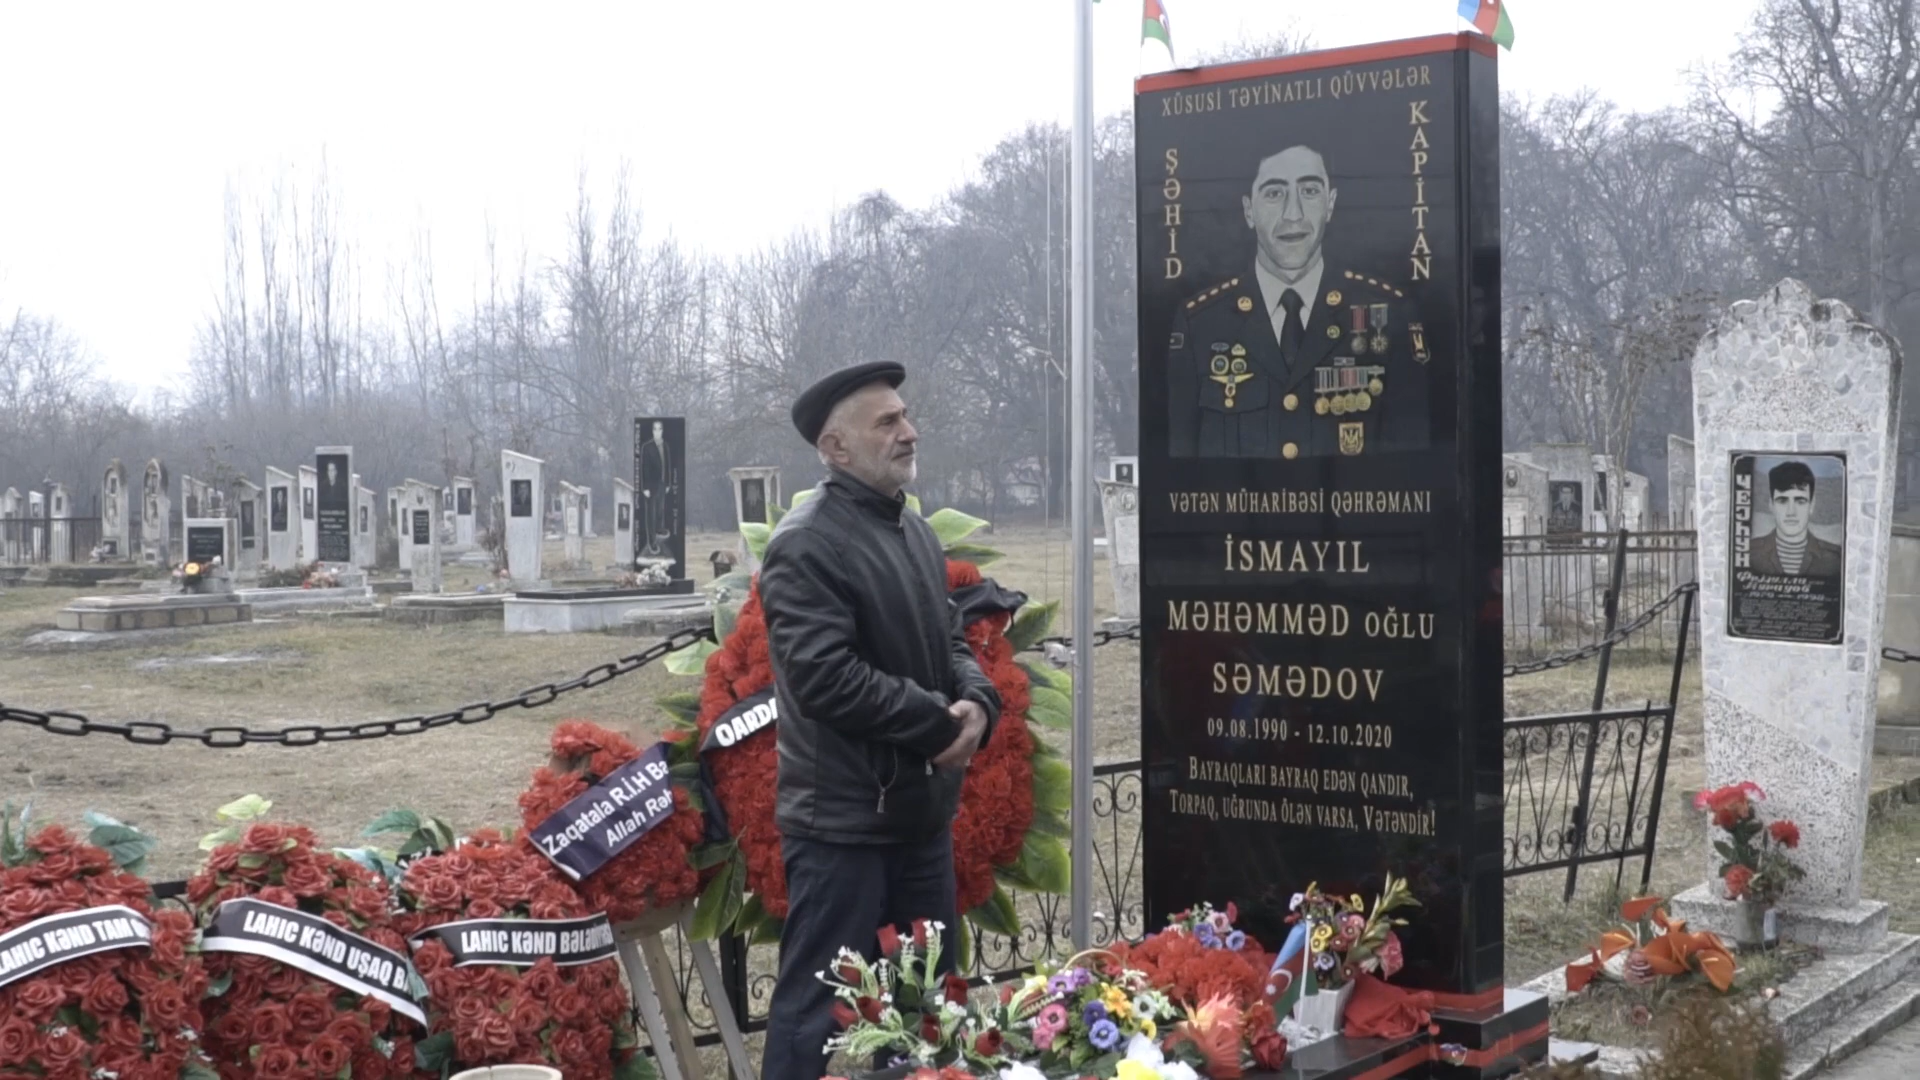 XÜSUSİ TƏYİNATLI QÜVVƏLƏR
ŞƏHİD
KAPİTAN
VƏTƏN MÜHARİBƏSİ QƏHRƏMANI
İSMAYIL
MƏHƏMMƏD OĞLU
SƏMƏDOV
09.08.1990 - 12.10.2020
BAYRAQLARI BAYRAQ EDƏN QANDIR,
TORPAQ, UĞRUNDA ÖLƏN VARSA, VƏTƏNDİR!
QARD
Zaqatala R.İ.H Ba
Allah Rəh
LAHIC KƏND TAM
LAHIC KƏND UŞAQ B
LAHIC KƏND BƏLƏDİY